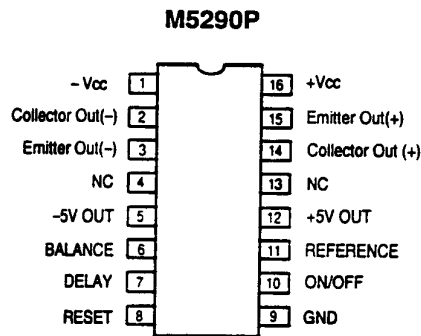 M5290P
– Vcc 1 16 +Vcc
Collector Out(–) 2 15 Emitter Out(+)
Emitter Out(–) 3 14 Collector Out (+)
NC 4 13 NC
–5V OUT 5 12 +5V OUT
BALANCE 6 11 REFERENCE
DELAY 7 10 ON/OFF
RESET 8 9 GND